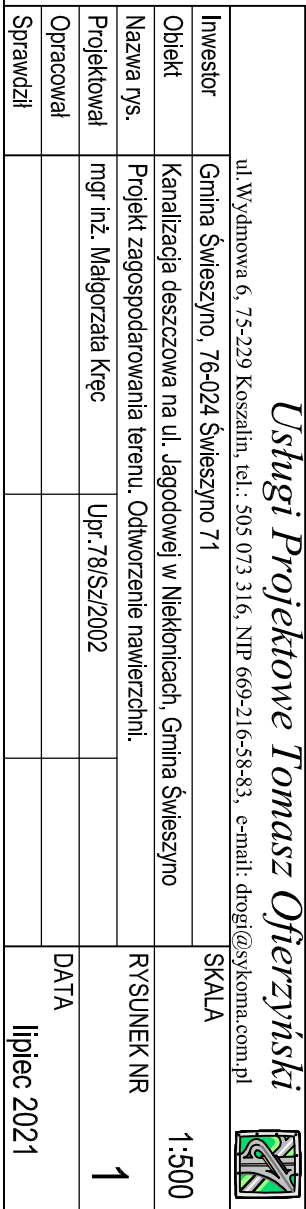 Usługi Projektowe Tomasz Ofierzyński
ul.Wydmowa 6, 75-229 Koszalin, tel.: 505 073 316, NIP 669-216-58-83, e-mail: drogi@sykoma.com.pl
Inwestor Gmina Świeszyno, 76-024 Świeszyno 71 SKALA
Obiekt Kanalizacja deszczowa na ul. Jagodowej w Niekłonicach, Gmina Świeszyno 1:500
Nazwa rys. Projekt zagospodarowania terenu. Odtworzenie nawierzchni. RYSUNEK NR
Projektował mgr inż. Małgorzata Kręc Upr.78/Sz/2002 1
Opracował DATA
Sprawdził lipiec 2021